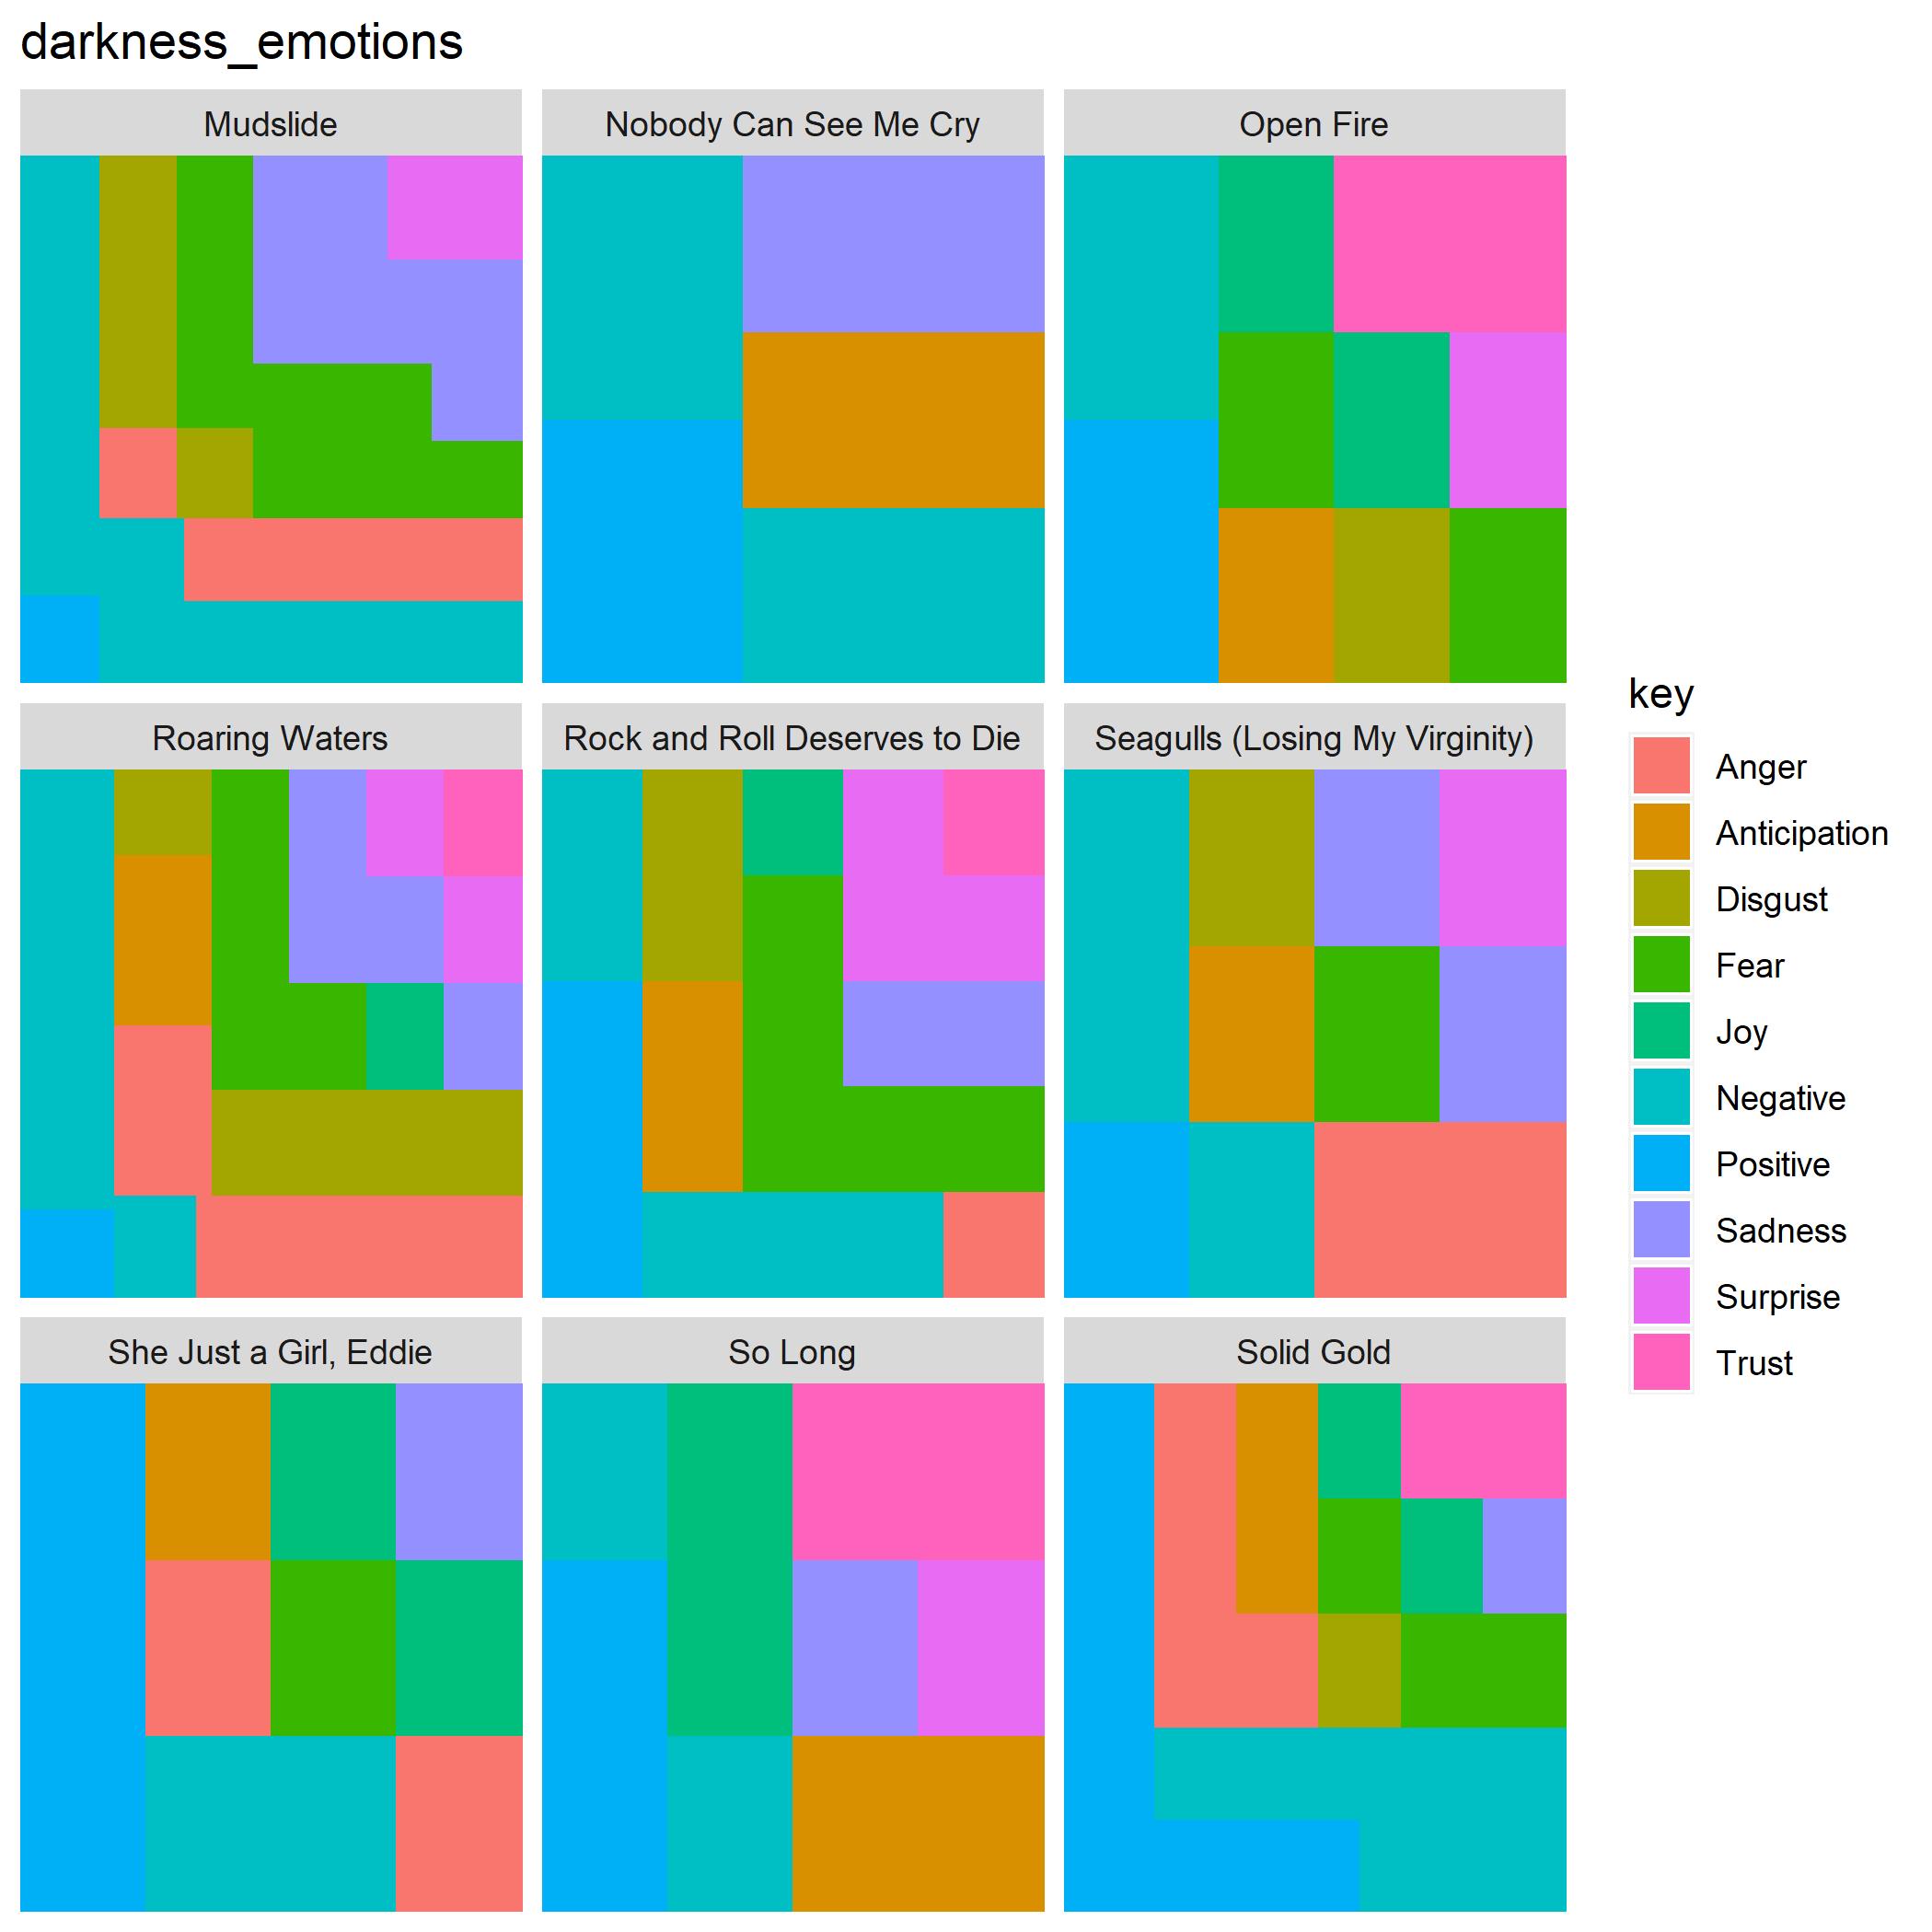 darkness_emotions
Mudslide
Nobody Can See Me Cry
Open Fire
Roaring Waters
Rock and Roll Deserves to Die
Seagulls (Losing My Virginity)
She Just a Girl, Eddie
So Long
Solid Gold
key
Anger
Anticipation
Disgust
Fear
Joy
Negative
Positive
Sadness
Surprise
Trust